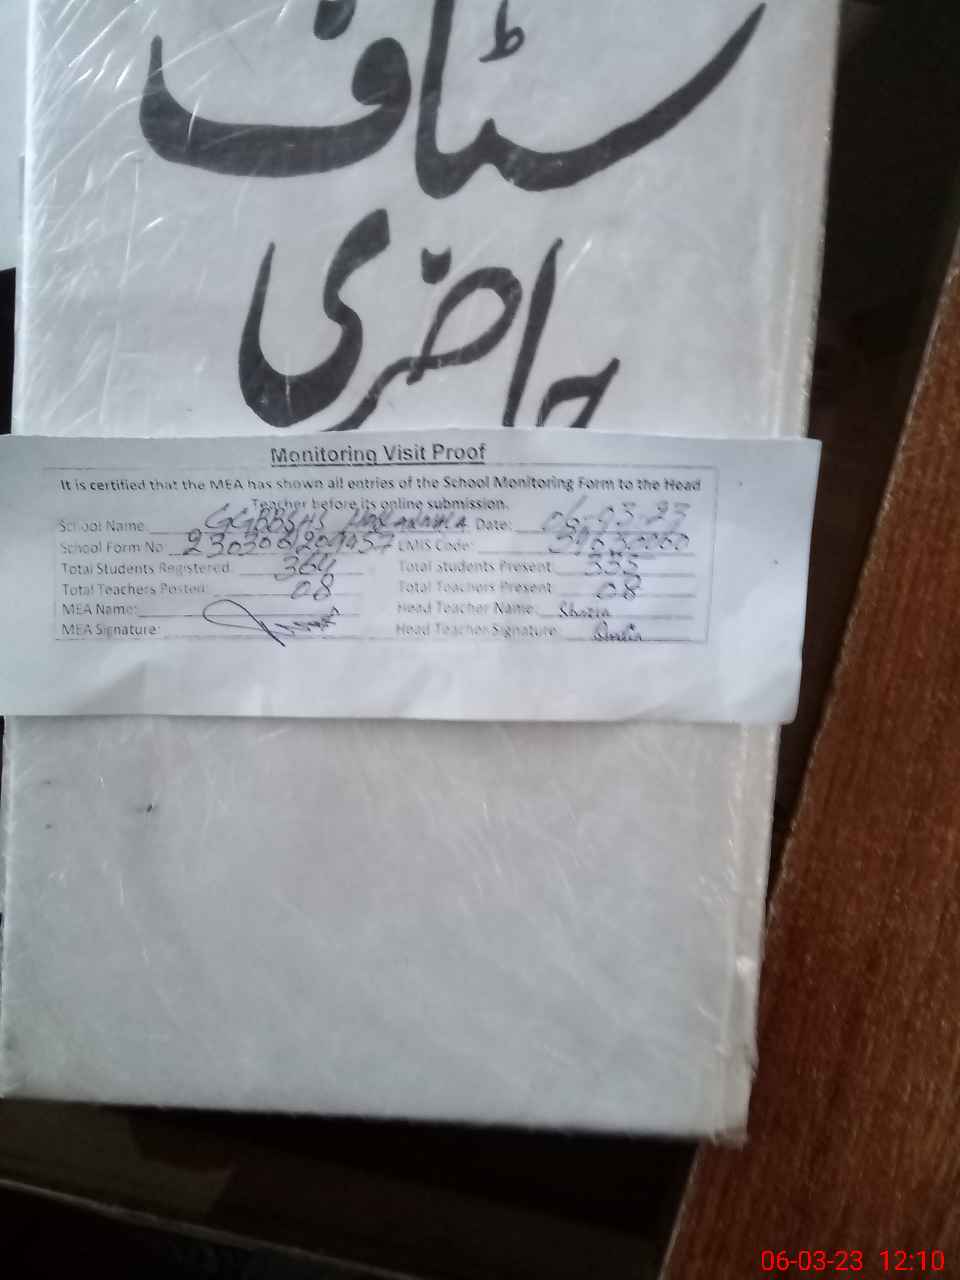 سٹاف
حاضری
Monitoring Visit Proof
It is certified that the MEA has shown all entries of the School Monitoring Form to the Head
Teacher before its online submission.
School Name: Date: 06-03-23
School Form No LMIS Code:
Total Students Registered: 364 Total students Present: 335
Total Teachers Posted: 08 Total Teachers Present: 08
MEA Name: Head Teacher Name: Shazia
MEA Signature: Head Teacher Signature:
06-03-23 12:10